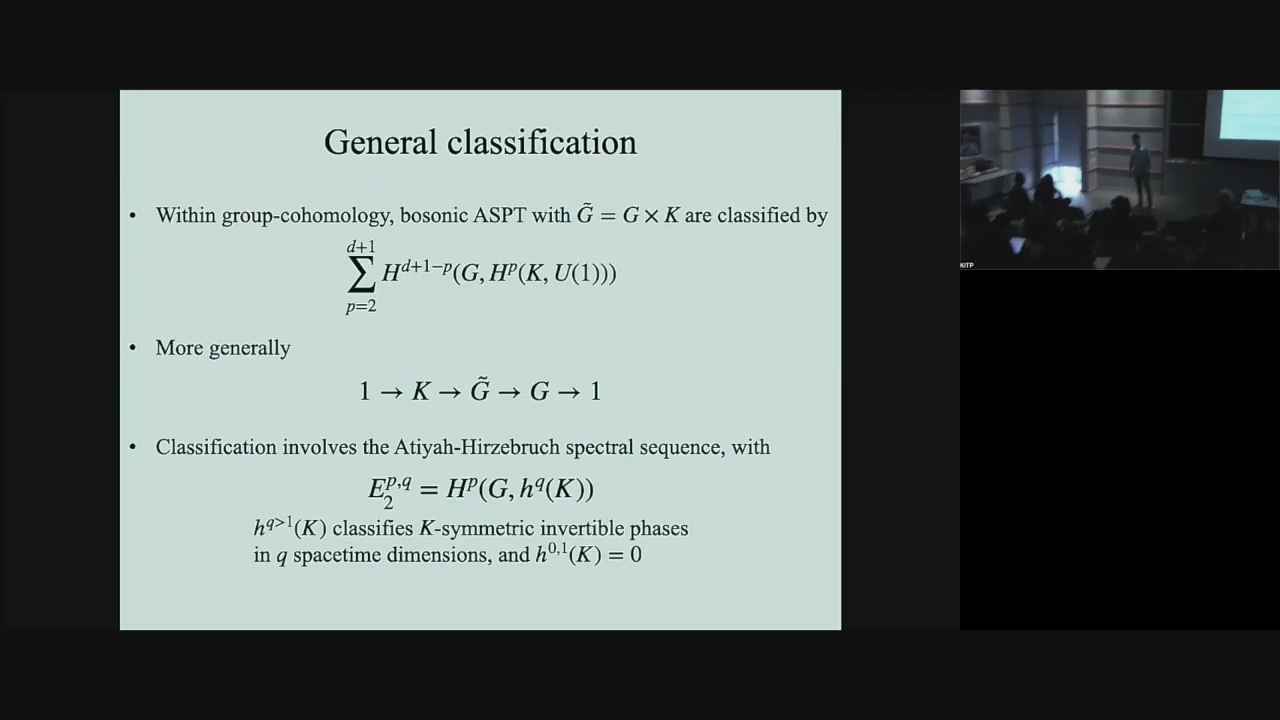 General classification
• Within group-cohomology, bosonic ASPT with G̃ = G × K are classified by
d+1
∑ H^{d+1−p}(G, H^p(K, U(1)))
p=2
• More generally
1 → K → G̃ → G → 1
• Classification involves the Atiyah-Hirzebruch spectral sequence, with
E_2^{p,q} = H^p(G, h^q(K))
h^{q>1}(K) classifies K-symmetric invertible phases
in q spacetime dimensions, and h^{0,1}(K) = 0
KITP